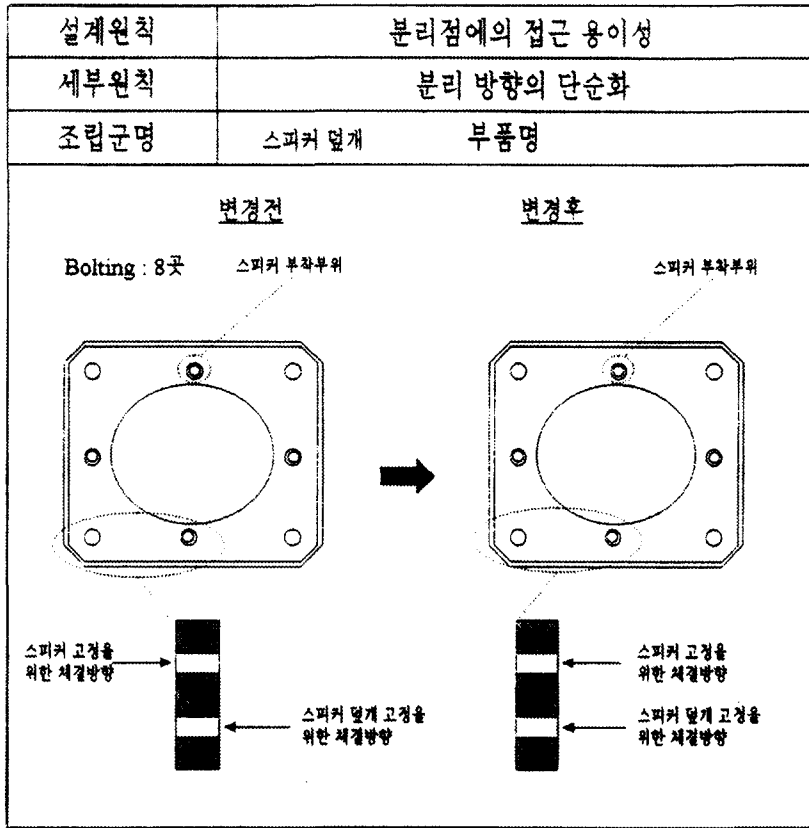 설계원칙 분리점에의 접근 용이성
세부원칙 분리 방향의 단순화
조립군명 스피커 덮개 부품명
변경전 변경후
Bolting : 8곳 스피커 부착부위 스피커 부착부위
스피커 고정을
위한 체결방향
스피커 덮개 고정을
위한 체결방향
스피커 고정을
위한 체결방향
스피커 덮개 고정을
위한 체결방향